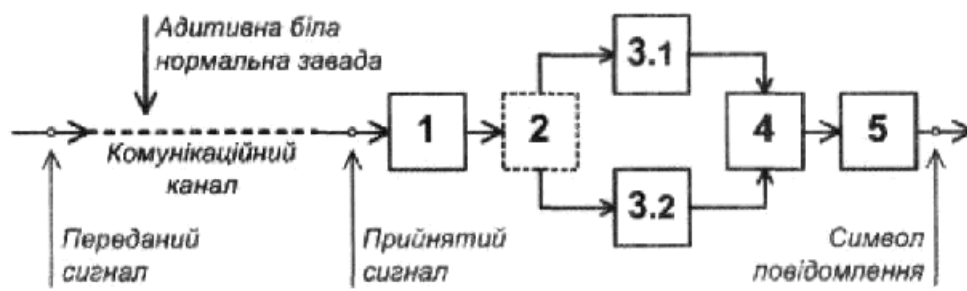 Адитивна біла
нормальна завада
3.1
1
2
4
5
Комунікаційний
канал
3.2
Переданий
сигнал
Прийнятий
сигнал
Символ
повідомлення